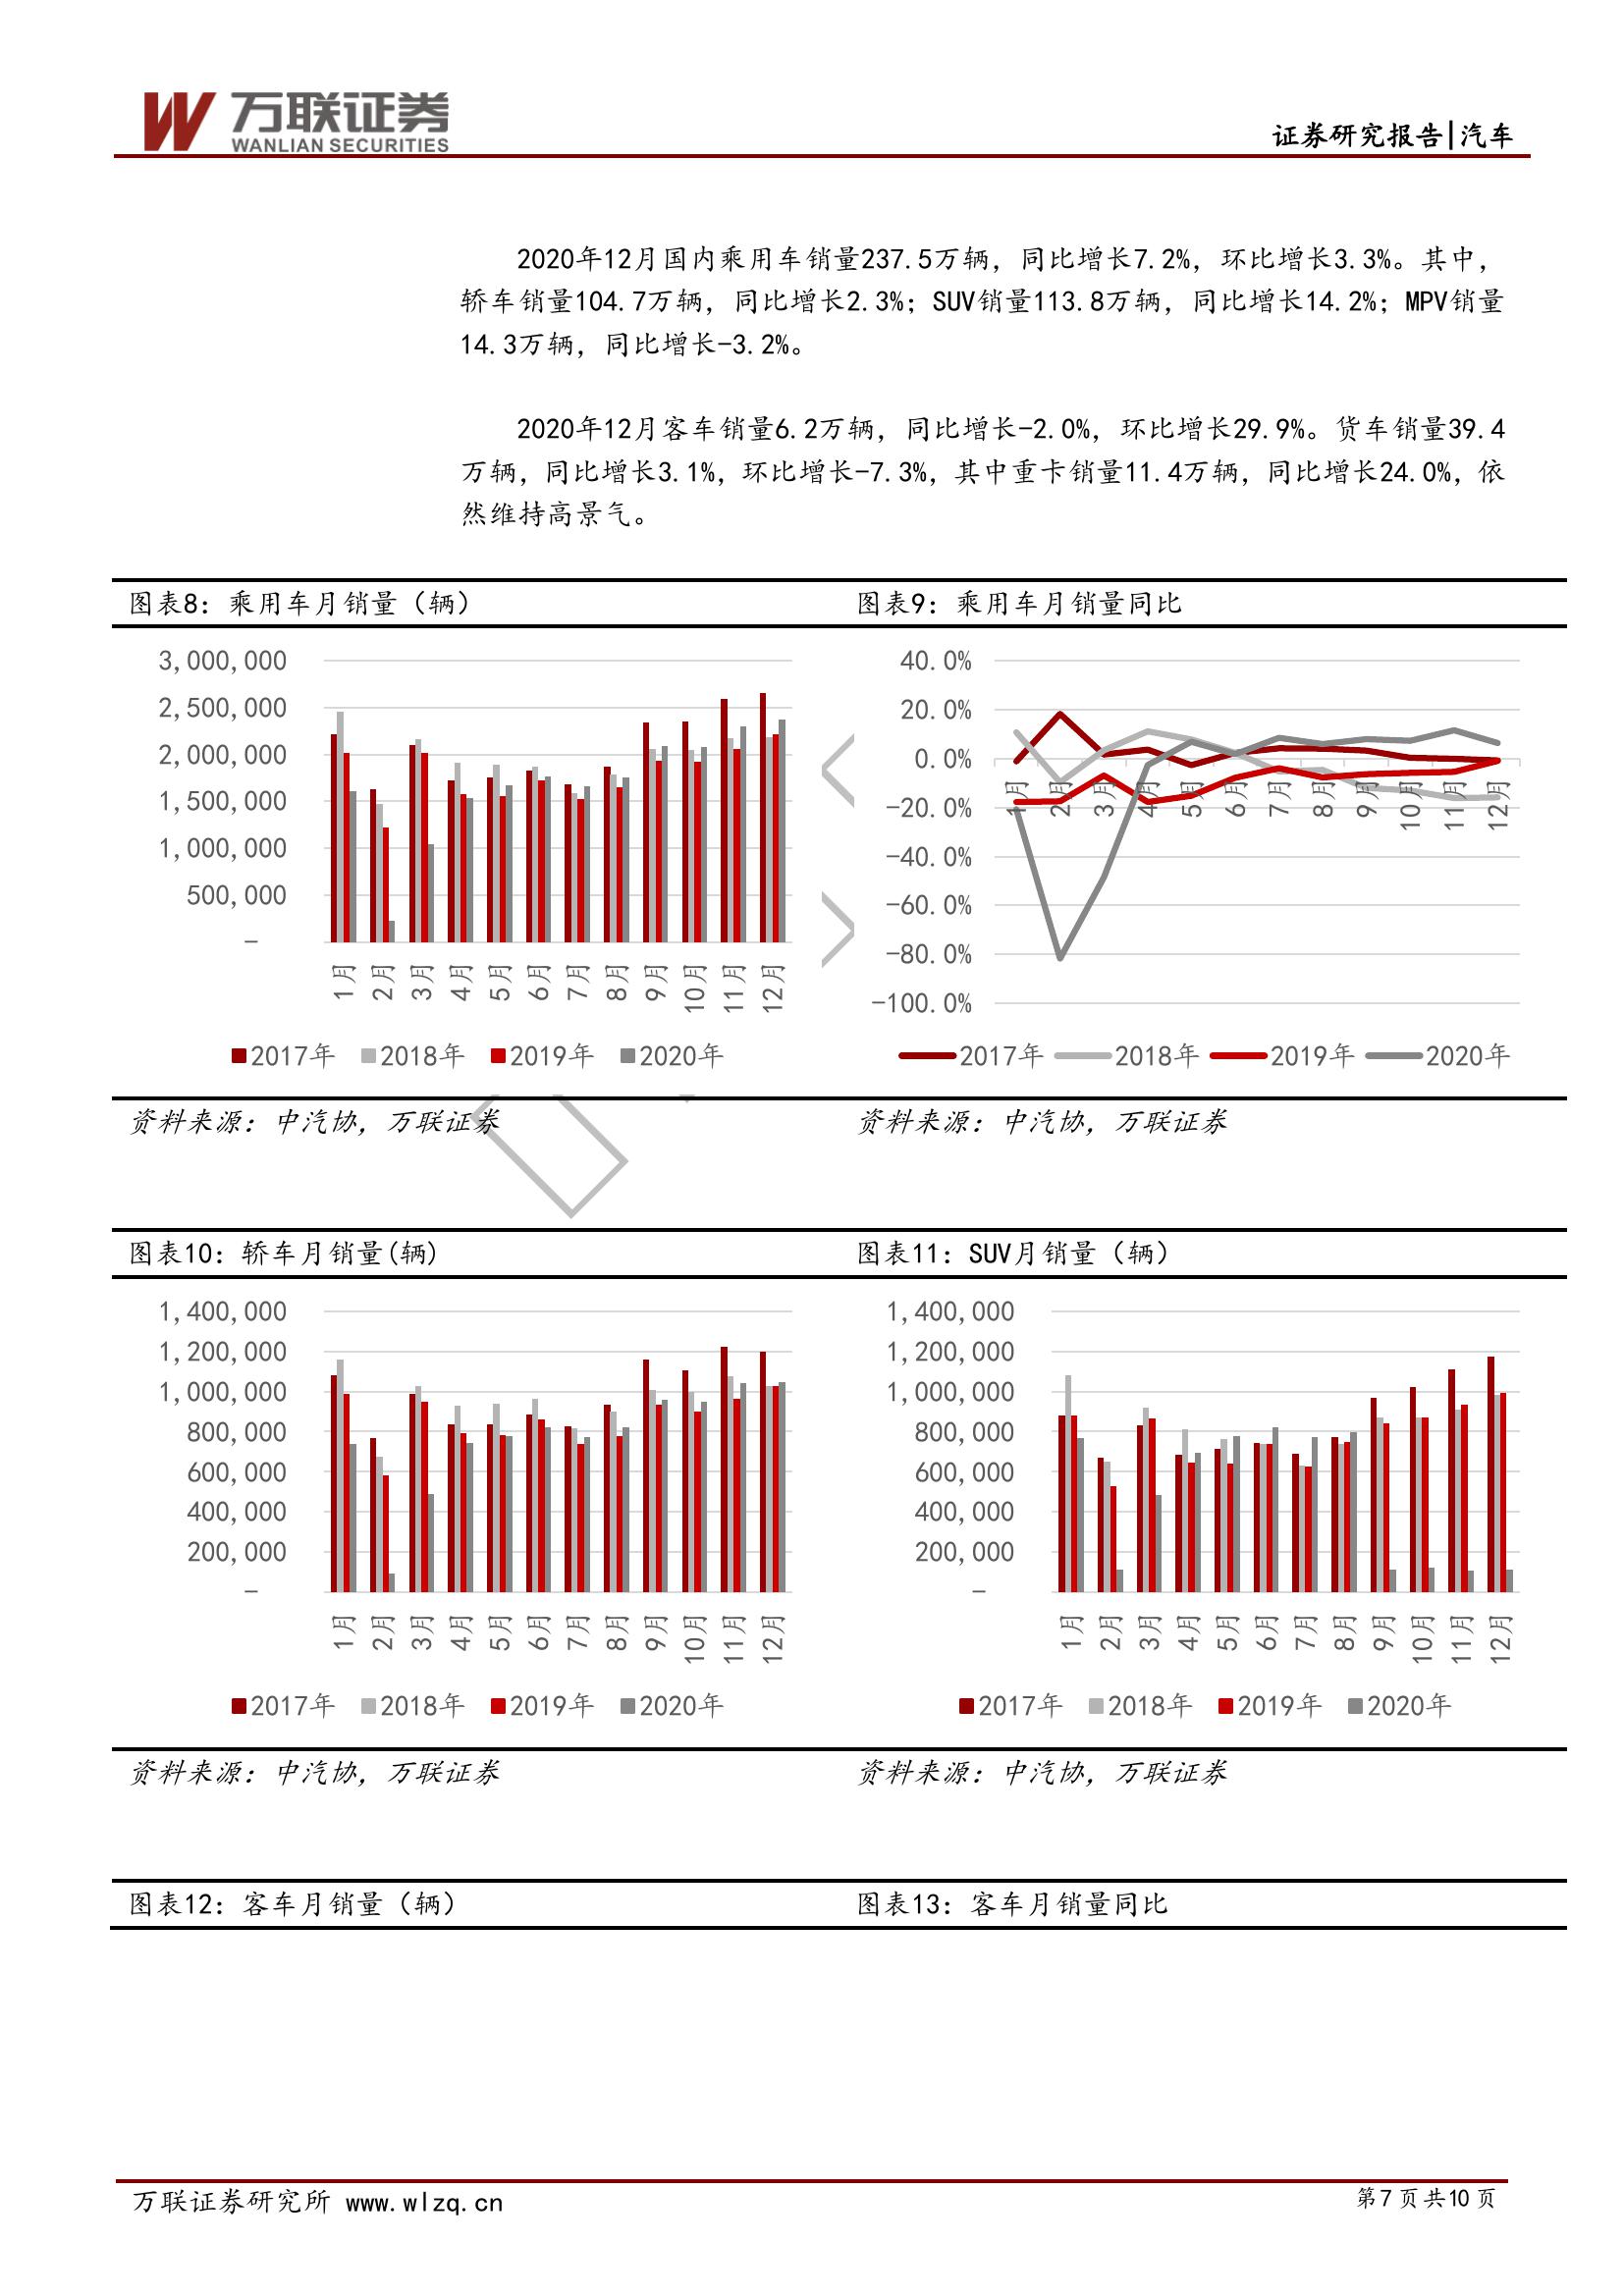 万联证券
WANLIAN SECURITIES
证券研究报告|汽车
2020年12月国内乘用车销量237.5万辆，同比增长7.2%，环比增长3.3%。其中，
轿车销量104.7万辆，同比增长2.3%；SUV销量113.8万辆，同比增长14.2%；MPV销量
14.3万辆，同比增长-3.2%。
2020年12月客车销量6.2万辆，同比增长-2.0%，环比增长29.9%。货车销量39.4
万辆，同比增长3.1%，环比增长-7.3%，其中重卡销量11.4万辆，同比增长24.0%，依
然维持高景气。
图表8：乘用车月销量（辆）
3,000,000
2,500,000
2,000,000
1,500,000
1,000,000
500,000
-
1月 2月 3月 4月 5月 6月 7月 8月 9月 10月 11月 12月
2017年 2018年 2019年 2020年
图表9：乘用车月销量同比
40.0%
20.0%
0.0%
-20.0%
-40.0%
-60.0%
-80.0%
-100.0%
1月 2月 3月 4月 5月 6月 7月 8月 9月 10月 11月 12月
2017年 2018年 2019年 2020年
资料来源：中汽协，万联证券
资料来源：中汽协，万联证券
图表10：轿车月销量(辆)
1,400,000
1,200,000
1,000,000
800,000
600,000
400,000
200,000
-
1月 2月 3月 4月 5月 6月 7月 8月 9月 10月 11月 12月
2017年 2018年 2019年 2020年
图表11：SUV月销量（辆）
1,400,000
1,200,000
1,000,000
800,000
600,000
400,000
200,000
-
1月 2月 3月 4月 5月 6月 7月 8月 9月 10月 11月 12月
2017年 2018年 2019年 2020年
资料来源：中汽协，万联证券
资料来源：中汽协，万联证券
图表12：客车月销量（辆）
图表13：客车月销量同比
万联证券研究所 www.wlzq.cn
第7页共10页